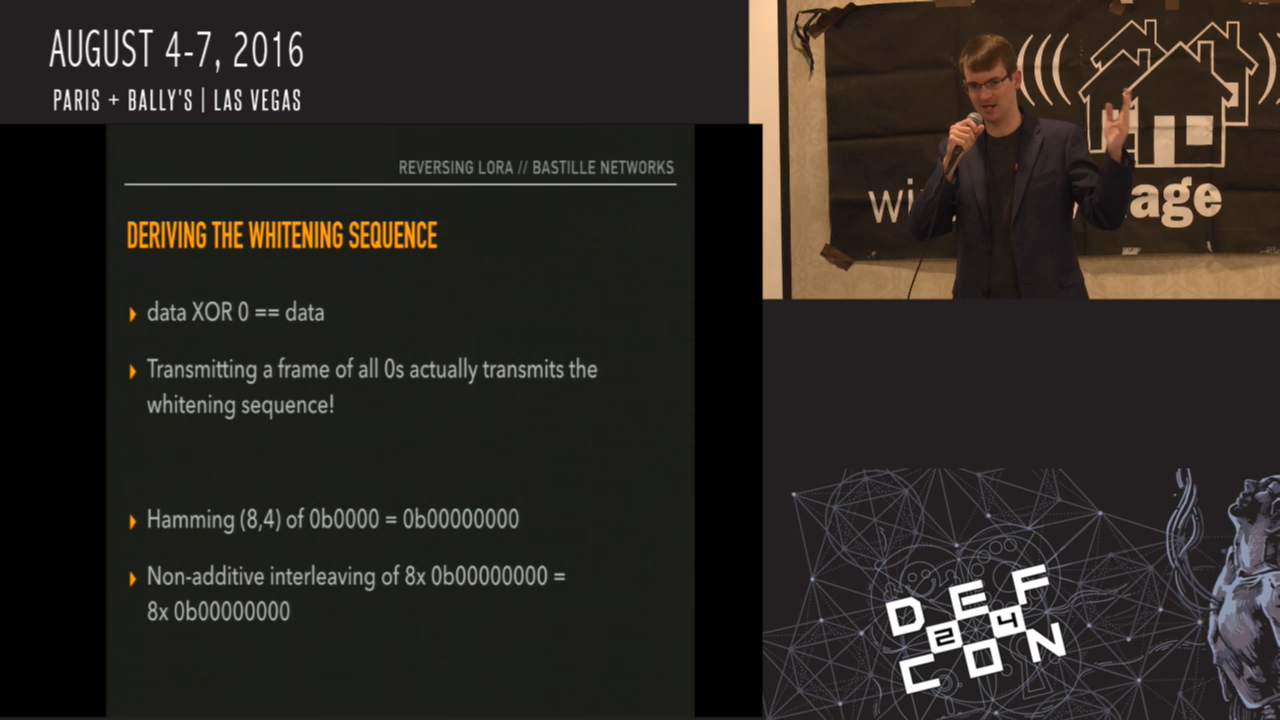 AUGUST 4-7, 2016
PARIS + BALLY'S | LAS VEGAS
REVERSING LORA // BASTILLE NETWORKS
DERIVING THE WHITENING SEQUENCE
data XOR 0 == data
Transmitting a frame of all 0s actually transmits the
whitening sequence!
Hamming (8,4) of 0b0000 = 0b00000000
Non-additive interleaving of 8x 0b00000000 =
8x 0b00000000
DEF
24
CON